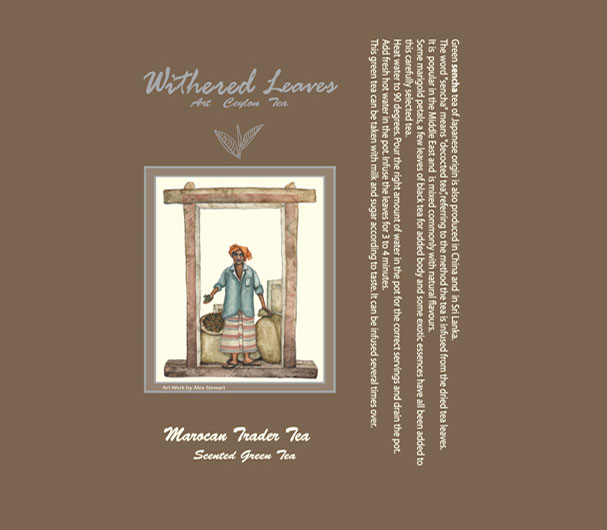 Withered Leaves
Art Ceylon Tea
Art Work by Alex Stewart
Marocan Trader Tea
Scented Green Tea
Green sencha tea of Japanese origin is also produced in China and in Sri Lanka.
The word "sencha" means "decocted tea", referring to the method the tea is infused from the dried tea leaves.
It is popular in the Middle East and is mixed commonly with natural flavours.
Some marigold petals, a few leaves of black tea for added body and some exotic essences have all been added to
this carefully selected tea.
Heat water to 90 degrees. Pour the right amount of water in the pot for the correct servings and drain the pot.
Add fresh hot water in the pot. Infuse the leaves for 3 to 4 minutes.
This green tea can be taken with milk and sugar according to taste. It can be infused several times over.